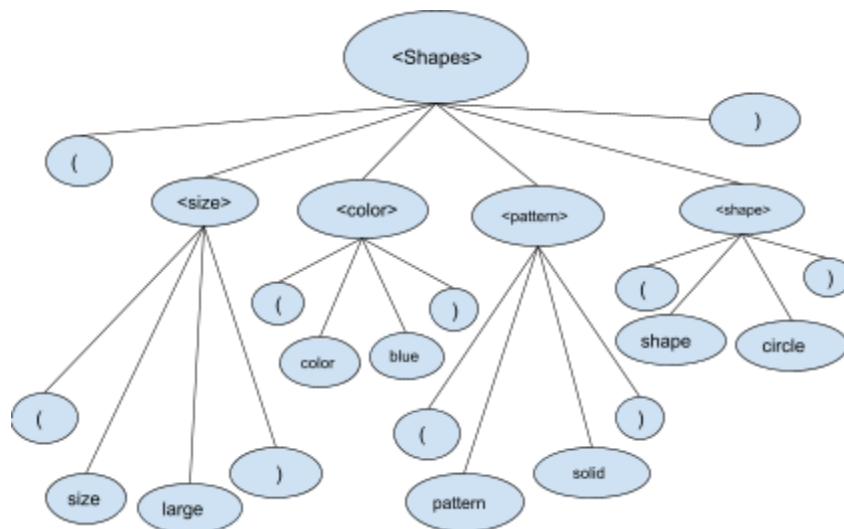 <Shapes>
( )
<size> <color> <pattern> <shape>
( ) ( )
( )
color blue shape circle
( ( )
size large ) pattern solid